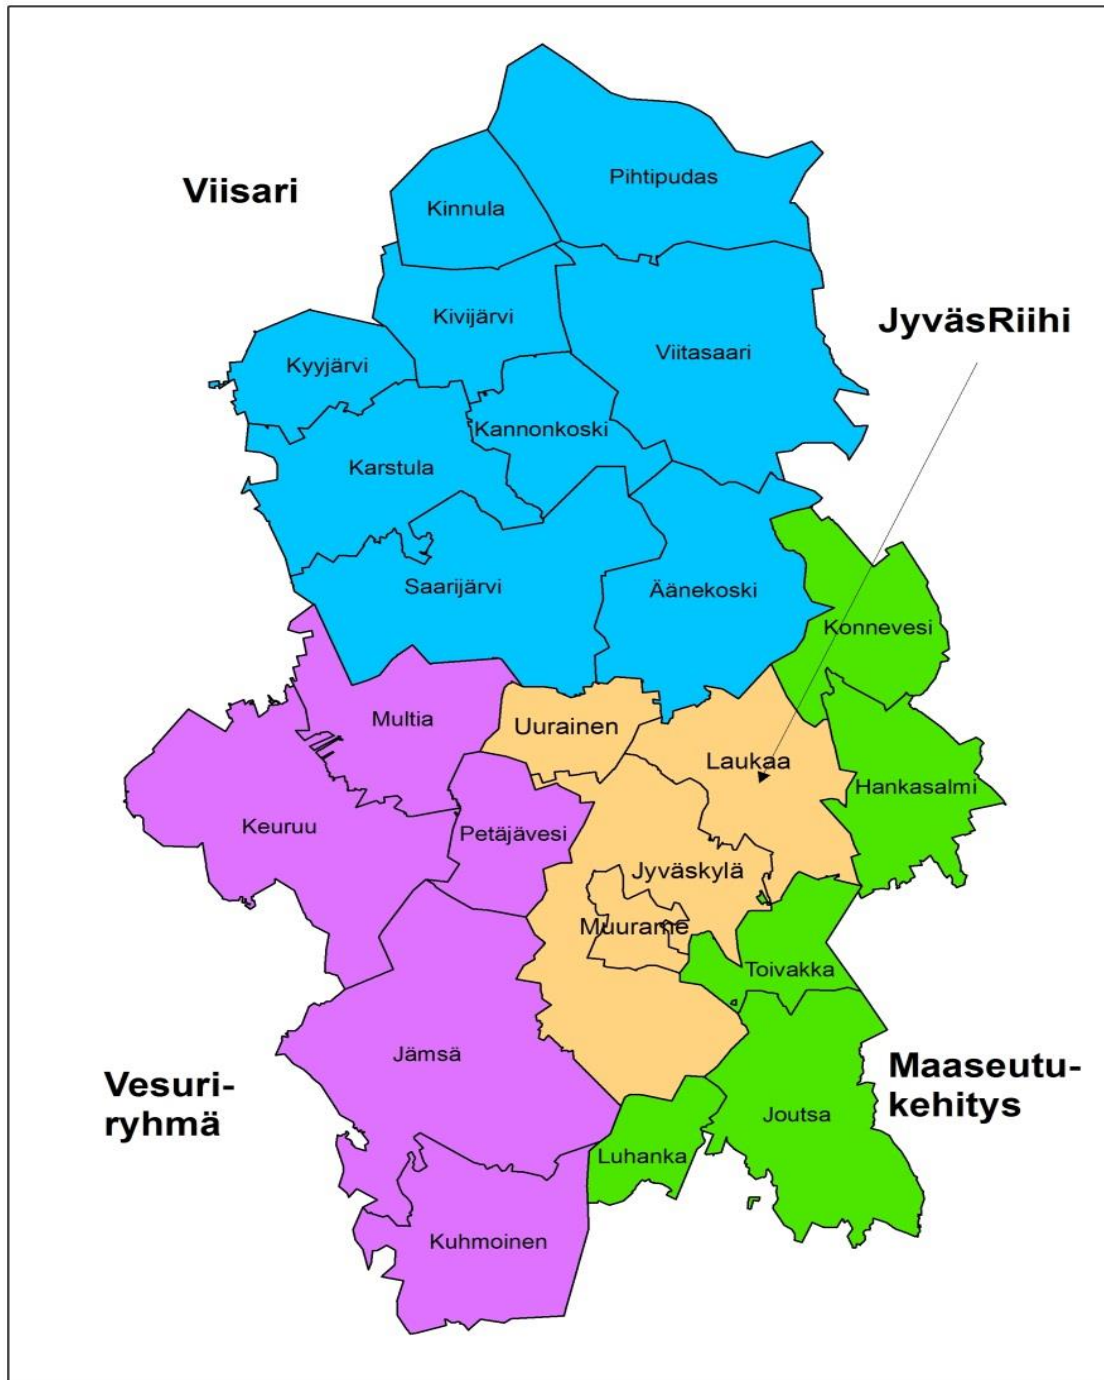 Pihtipudas
Viisari
Kinnula
Kivijärvi
JyväsRiihi
Viitasaari
Kyyjärvi
Kannonkoski
Karstula
Saarijärvi
Äänekoski
Konnevesi
Multia
Uurainen
Laukaa
Hankasalmi
Keuruu
Petäjävesi
Jyväskylä
Muurame
Toivakka
Jämsä
Vesuri-
ryhmä
Maaseutu-
kehitys
Joutsa
Luhanka
Kuhmoinen